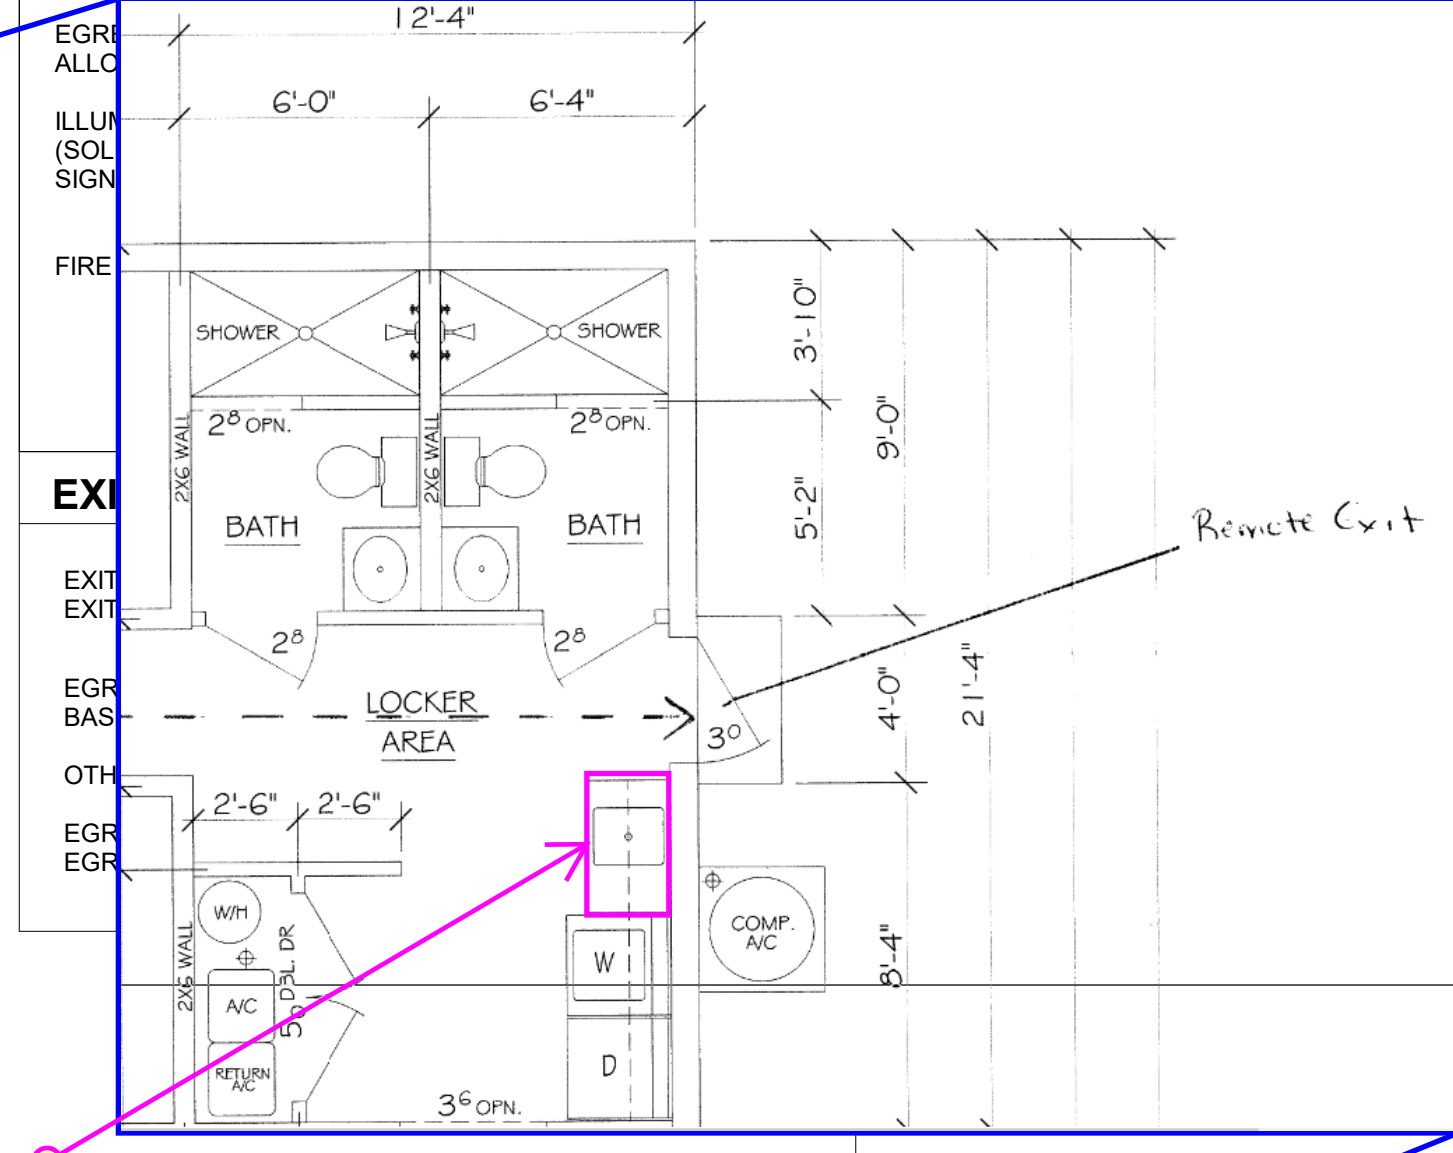 12'-4"
EGRE
ALLO
6'-0"
6'-4"
ILLUM
(SOL
SIGN
FIRE
SHOWER
SHOWER
3'-10"
2⁸ OPN.
2⁸ OPN.
9'-0"
2X6 WALL
2X6 WALL
EXI
5'-2"
BATH
BATH
Remote Exit
EXIT
EXIT
2⁸
2⁸
EGR
BAS
LOCKER
AREA
3⁰
4'-0"
21'-4"
OTH
2'-6"
2'-6"
EGR
EGR
W/H
COMP.
A/C
2X6 WALL
5⁰ DBL. DR
W
8'-4"
A/C
RETURN
A/C
D
3⁶ OPN.